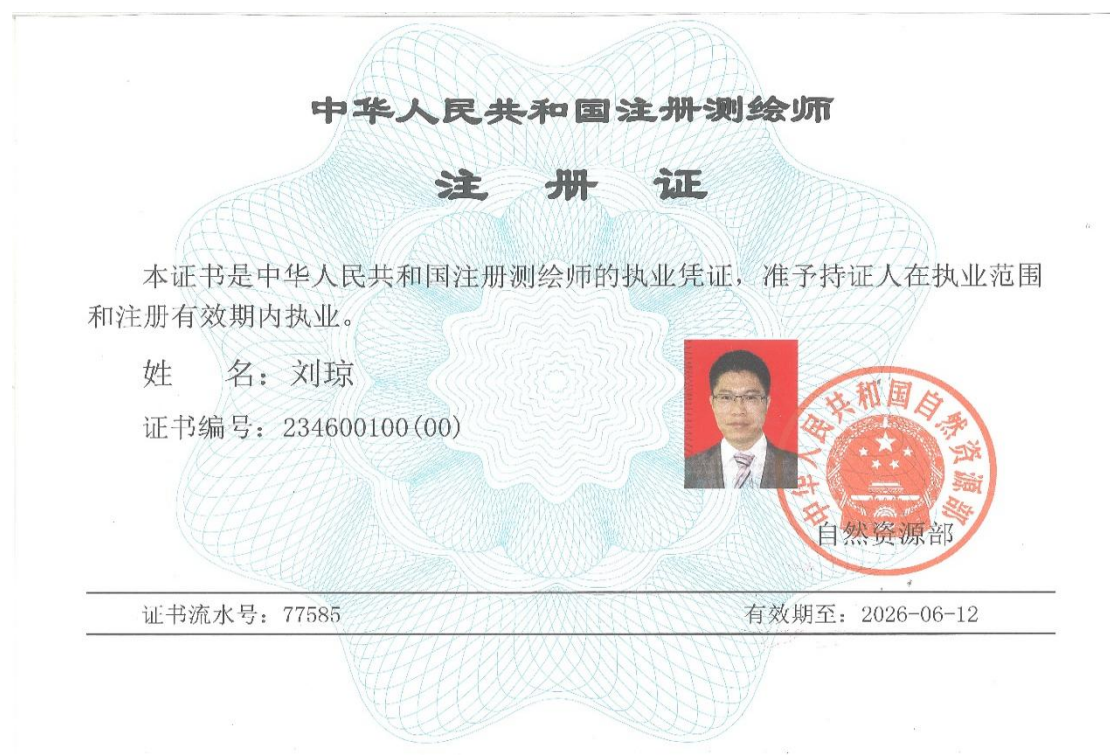 中华人民共和国注册测绘师
注 册 证
本证书是中华人民共和国注册测绘师的执业凭证，准予持证人在执业范围
和注册有效期内执业。
姓 名：刘琼
证书编号：234600100(00)
中华人民共和国自然资源部
自然资源部
证书流水号：77585 有效期至：2026-06-12